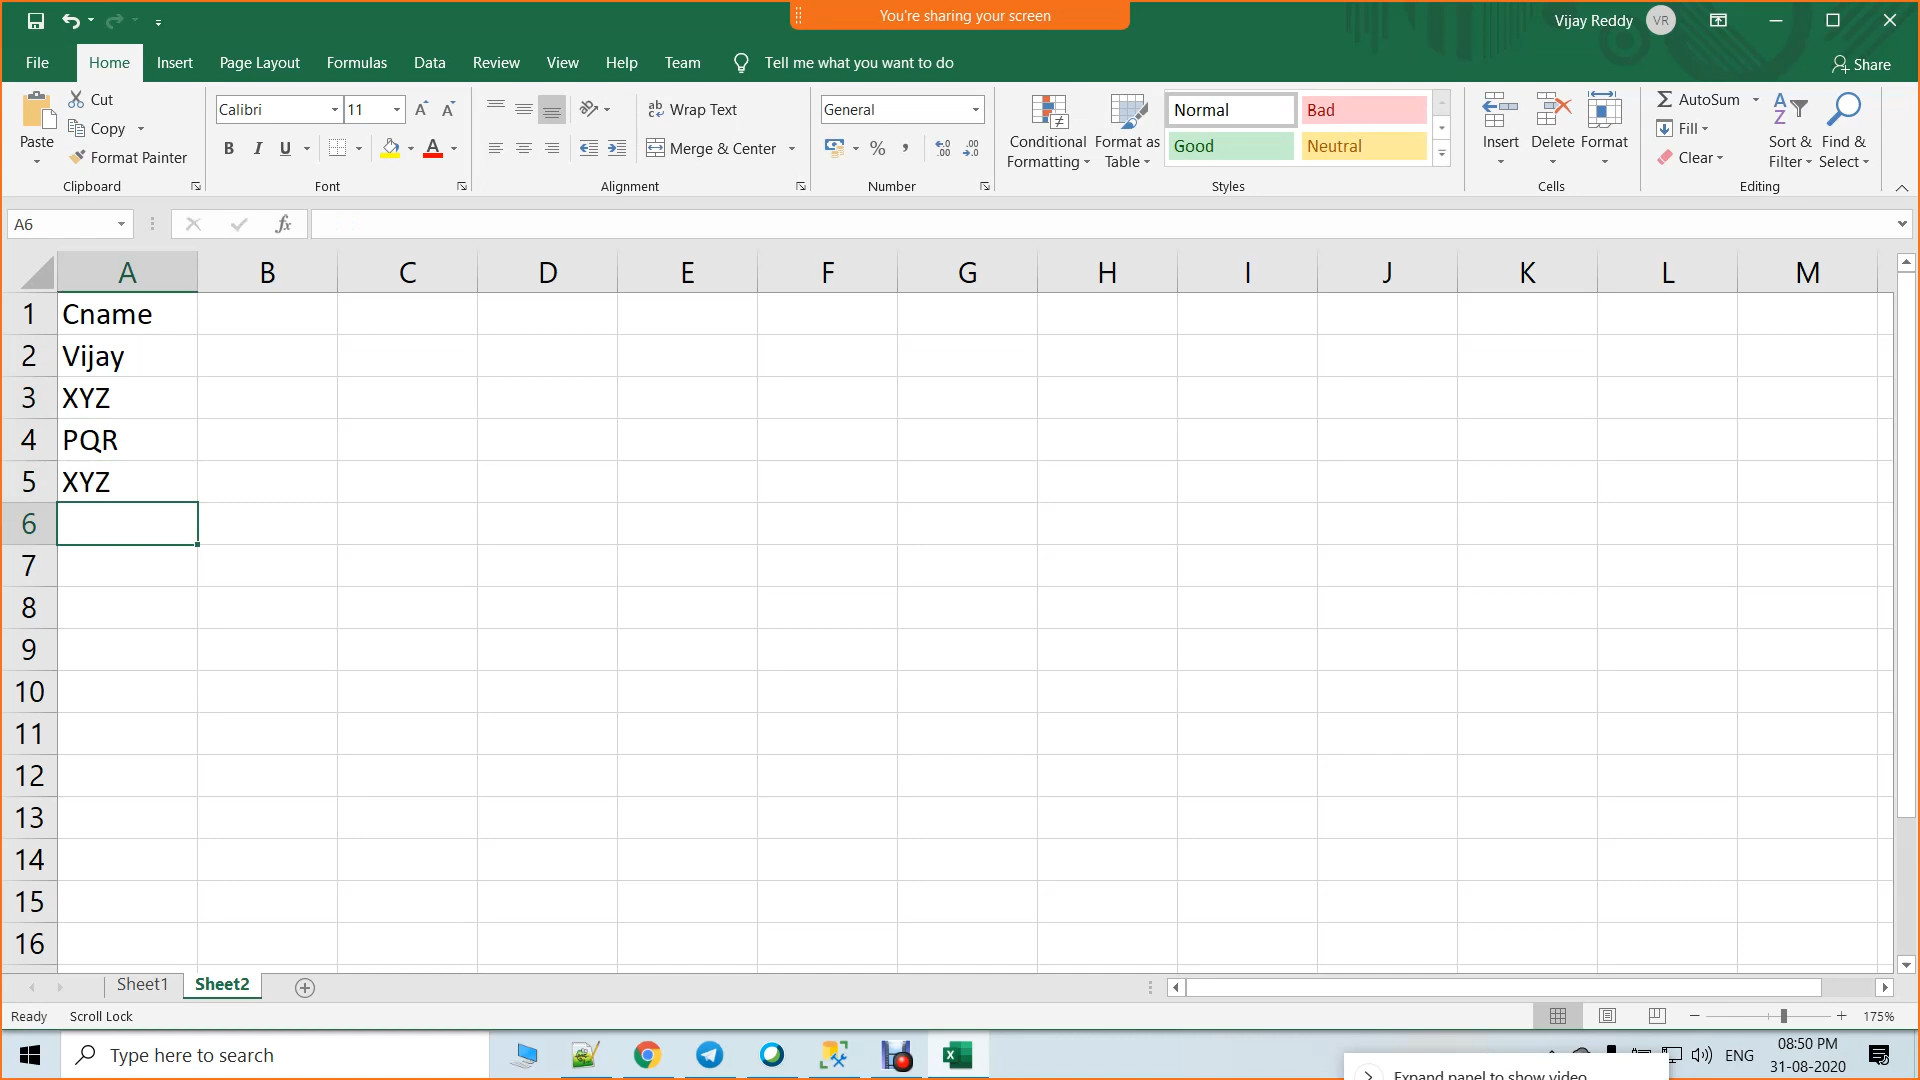 You're sharing your screen
Vijay Reddy VR
File Home Insert Page Layout Formulas Data Review View Help Team Tell me what you want to do Share
Paste Cut Copy Format Painter
Clipboard
Calibri 11
B I U A
Font
Wrap Text
Merge & Center
Alignment
General
% ,
Number
Conditional Formatting
Format as Table
Normal Bad
Good Neutral
Styles
Insert Delete Format
Cells
AutoSum
Fill
Clear
Sort & Filter
Find & Select
Editing
A6 fx
A B C D E F G H I J K L M
1 Cname
2 Vijay
3 XYZ
4 PQR
5 XYZ
6
7
8
9
10
11
12
13
14
15
16
Sheet1 Sheet2
Ready Scroll Lock 175%
Type here to search
ENG 08:50 PM
31-08-2020
Expand panel to show video